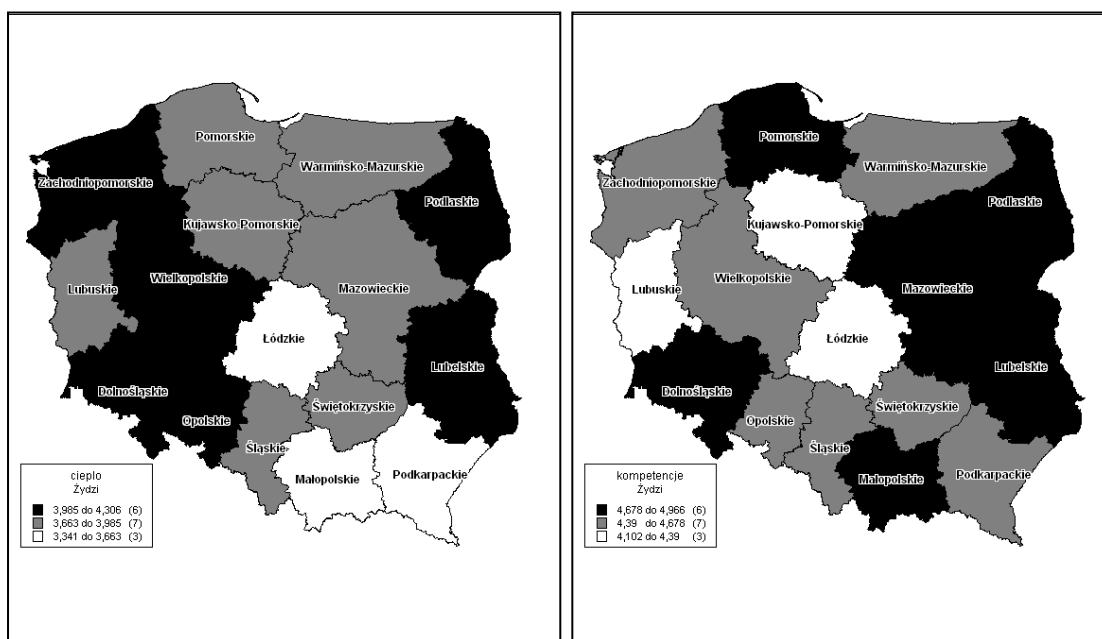 Pomorskie
Warmińsko-Mazurskie
Zachodniopomorskie
Podlaskie
Kujawsko-Pomorskie
Wielkopolskie
Lubuskie
Mazowieckie
Łódzkie
Lubelskie
Dolnośląskie
Świętokrzyskie
Opolskie
Śląskie
Małopolskie
Podkarpackie
cieplo
Żydzi
3,985 do 4,306 (6)
3,663 do 3,985 (7)
3,341 do 3,663 (3)
Pomorskie
Warmińsko-Mazurskie
Zachodniopomorskie
Podlaskie
Kujawsko-Pomorskie
Wielkopolskie
Lubuskie
Mazowieckie
Łódzkie
Lubelskie
Dolnośląskie
Świętokrzyskie
Opolskie
Śląskie
Małopolskie
Podkarpackie
kompetencje
Żydzi
4,678 do 4,966 (6)
4,39 do 4,678 (7)
4,102 do 4,39 (3)